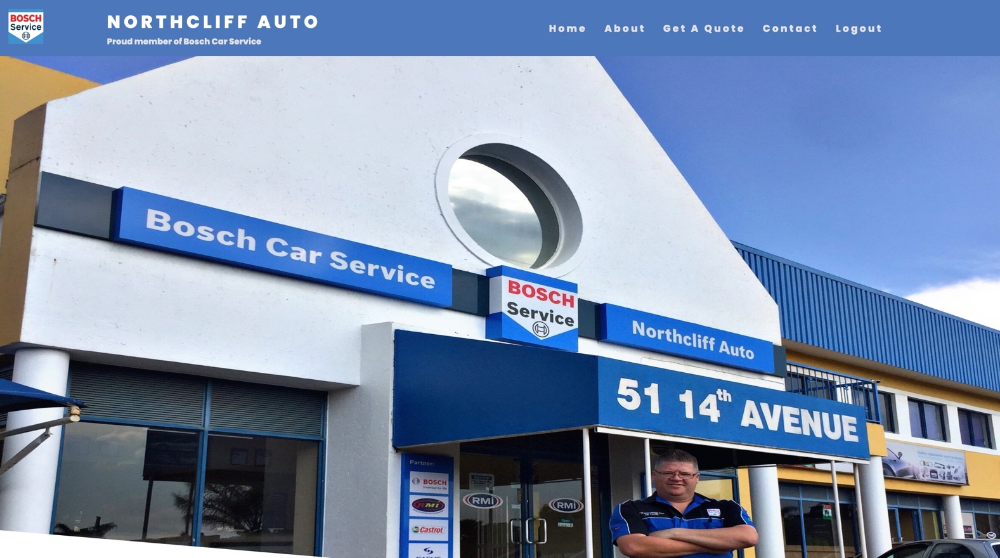 BOSCH
Service
NORTHCLIFF AUTO
Proud member of Bosch Car Service
Home About Get A Quote Contact Logout
Bosch Car Service
BOSCH
Service
Northcliff Auto
51 14th AVENUE
Partner:
BOSCH
RMi
Castrol
RMi
RMi
BOSCH